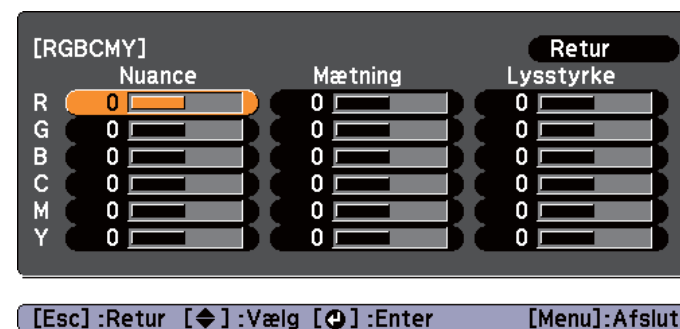 [RGBCMY] Retur
Nuance Mætning Lysstyrke
R 0 0 0
G 0 0 0
B 0 0 0
C 0 0 0
M 0 0 0
Y 0 0 0
[Esc] :Retur [◆] :Vælg [↵] :Enter [Menu]:Afslut